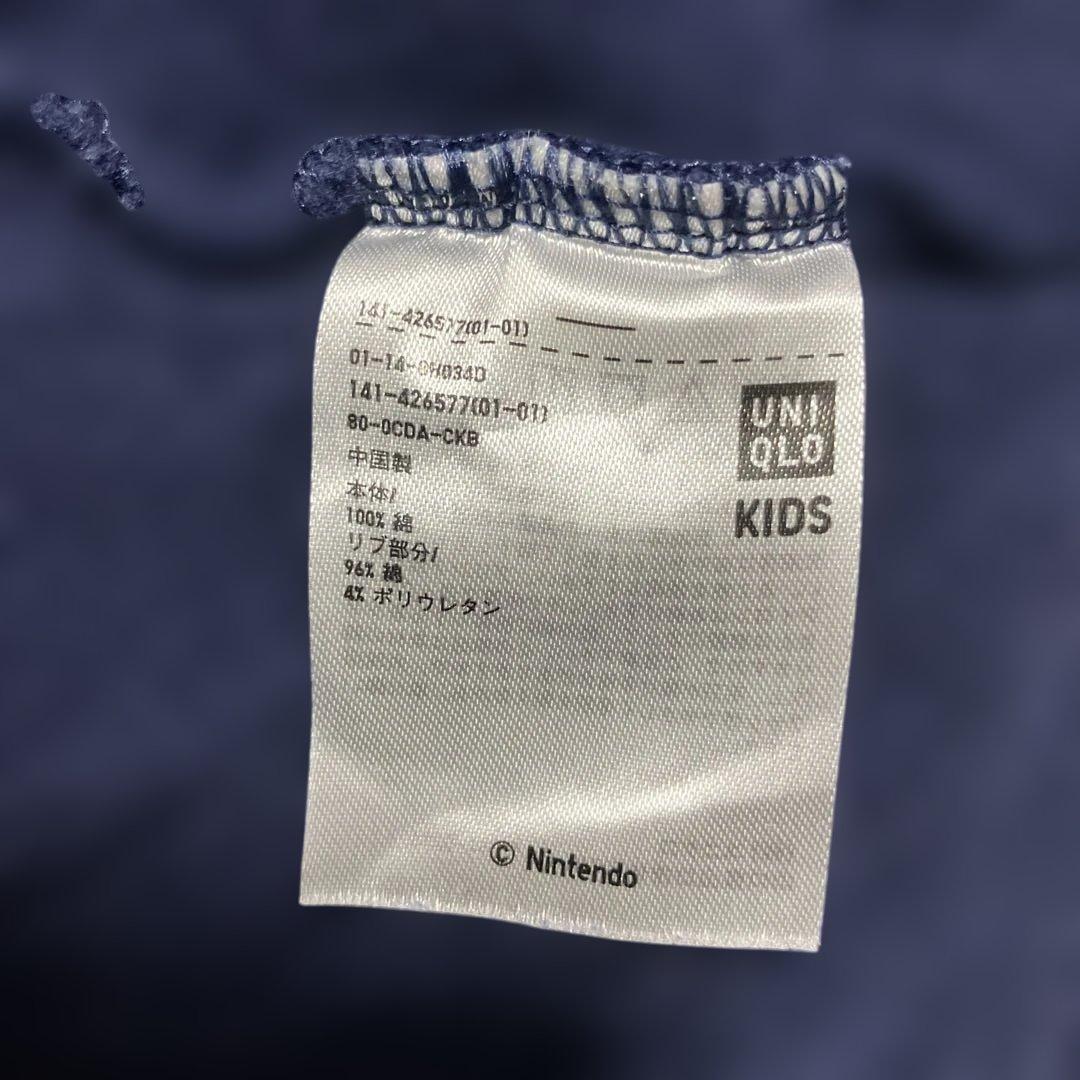 141-426577(01-01)
01-14-0H034D
141-426577(01-01)
80-0CDA-CKB
中国製
本体/
100% 綿
リブ部分/
96% 綿
4% ポリウレタン
UNI
QLO
KIDS
© Nintendo